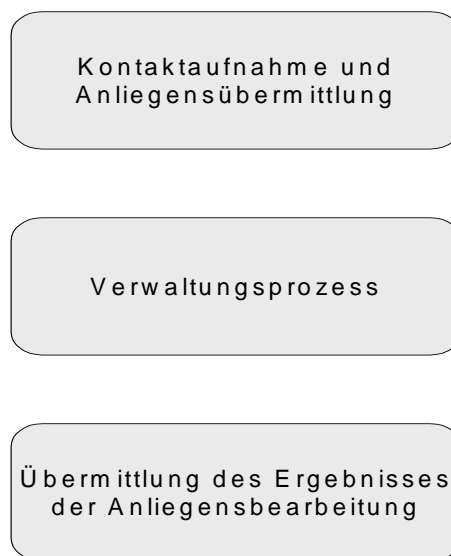 Kontaktaufnahme und
Anliegensübermittlung
Verwaltungsprozess
Übermittlung des Ergebnisses
der Anliegensbearbeitung